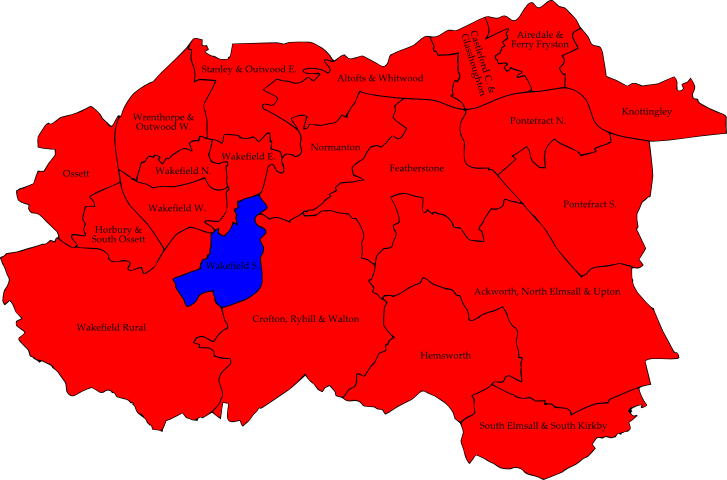 Airedale &
Ferry Fryston
Castleford C. &
Glasshoughton
Stanley & Outwood E.
Altofts & Whitwood
Knottingley
Wrenthorpe &
Outwood W.
Pontefract N.
Normanton
Wakefield E.
Featherstone
Wakefield N.
Ossett
Pontefract S.
Wakefield W.
Horbury &
South Ossett
Wakefield S.
Ackworth, North Elmsall & Upton
Crofton, Ryhill & Walton
Wakefield Rural
Hemsworth
South Elmsall & South Kirkby